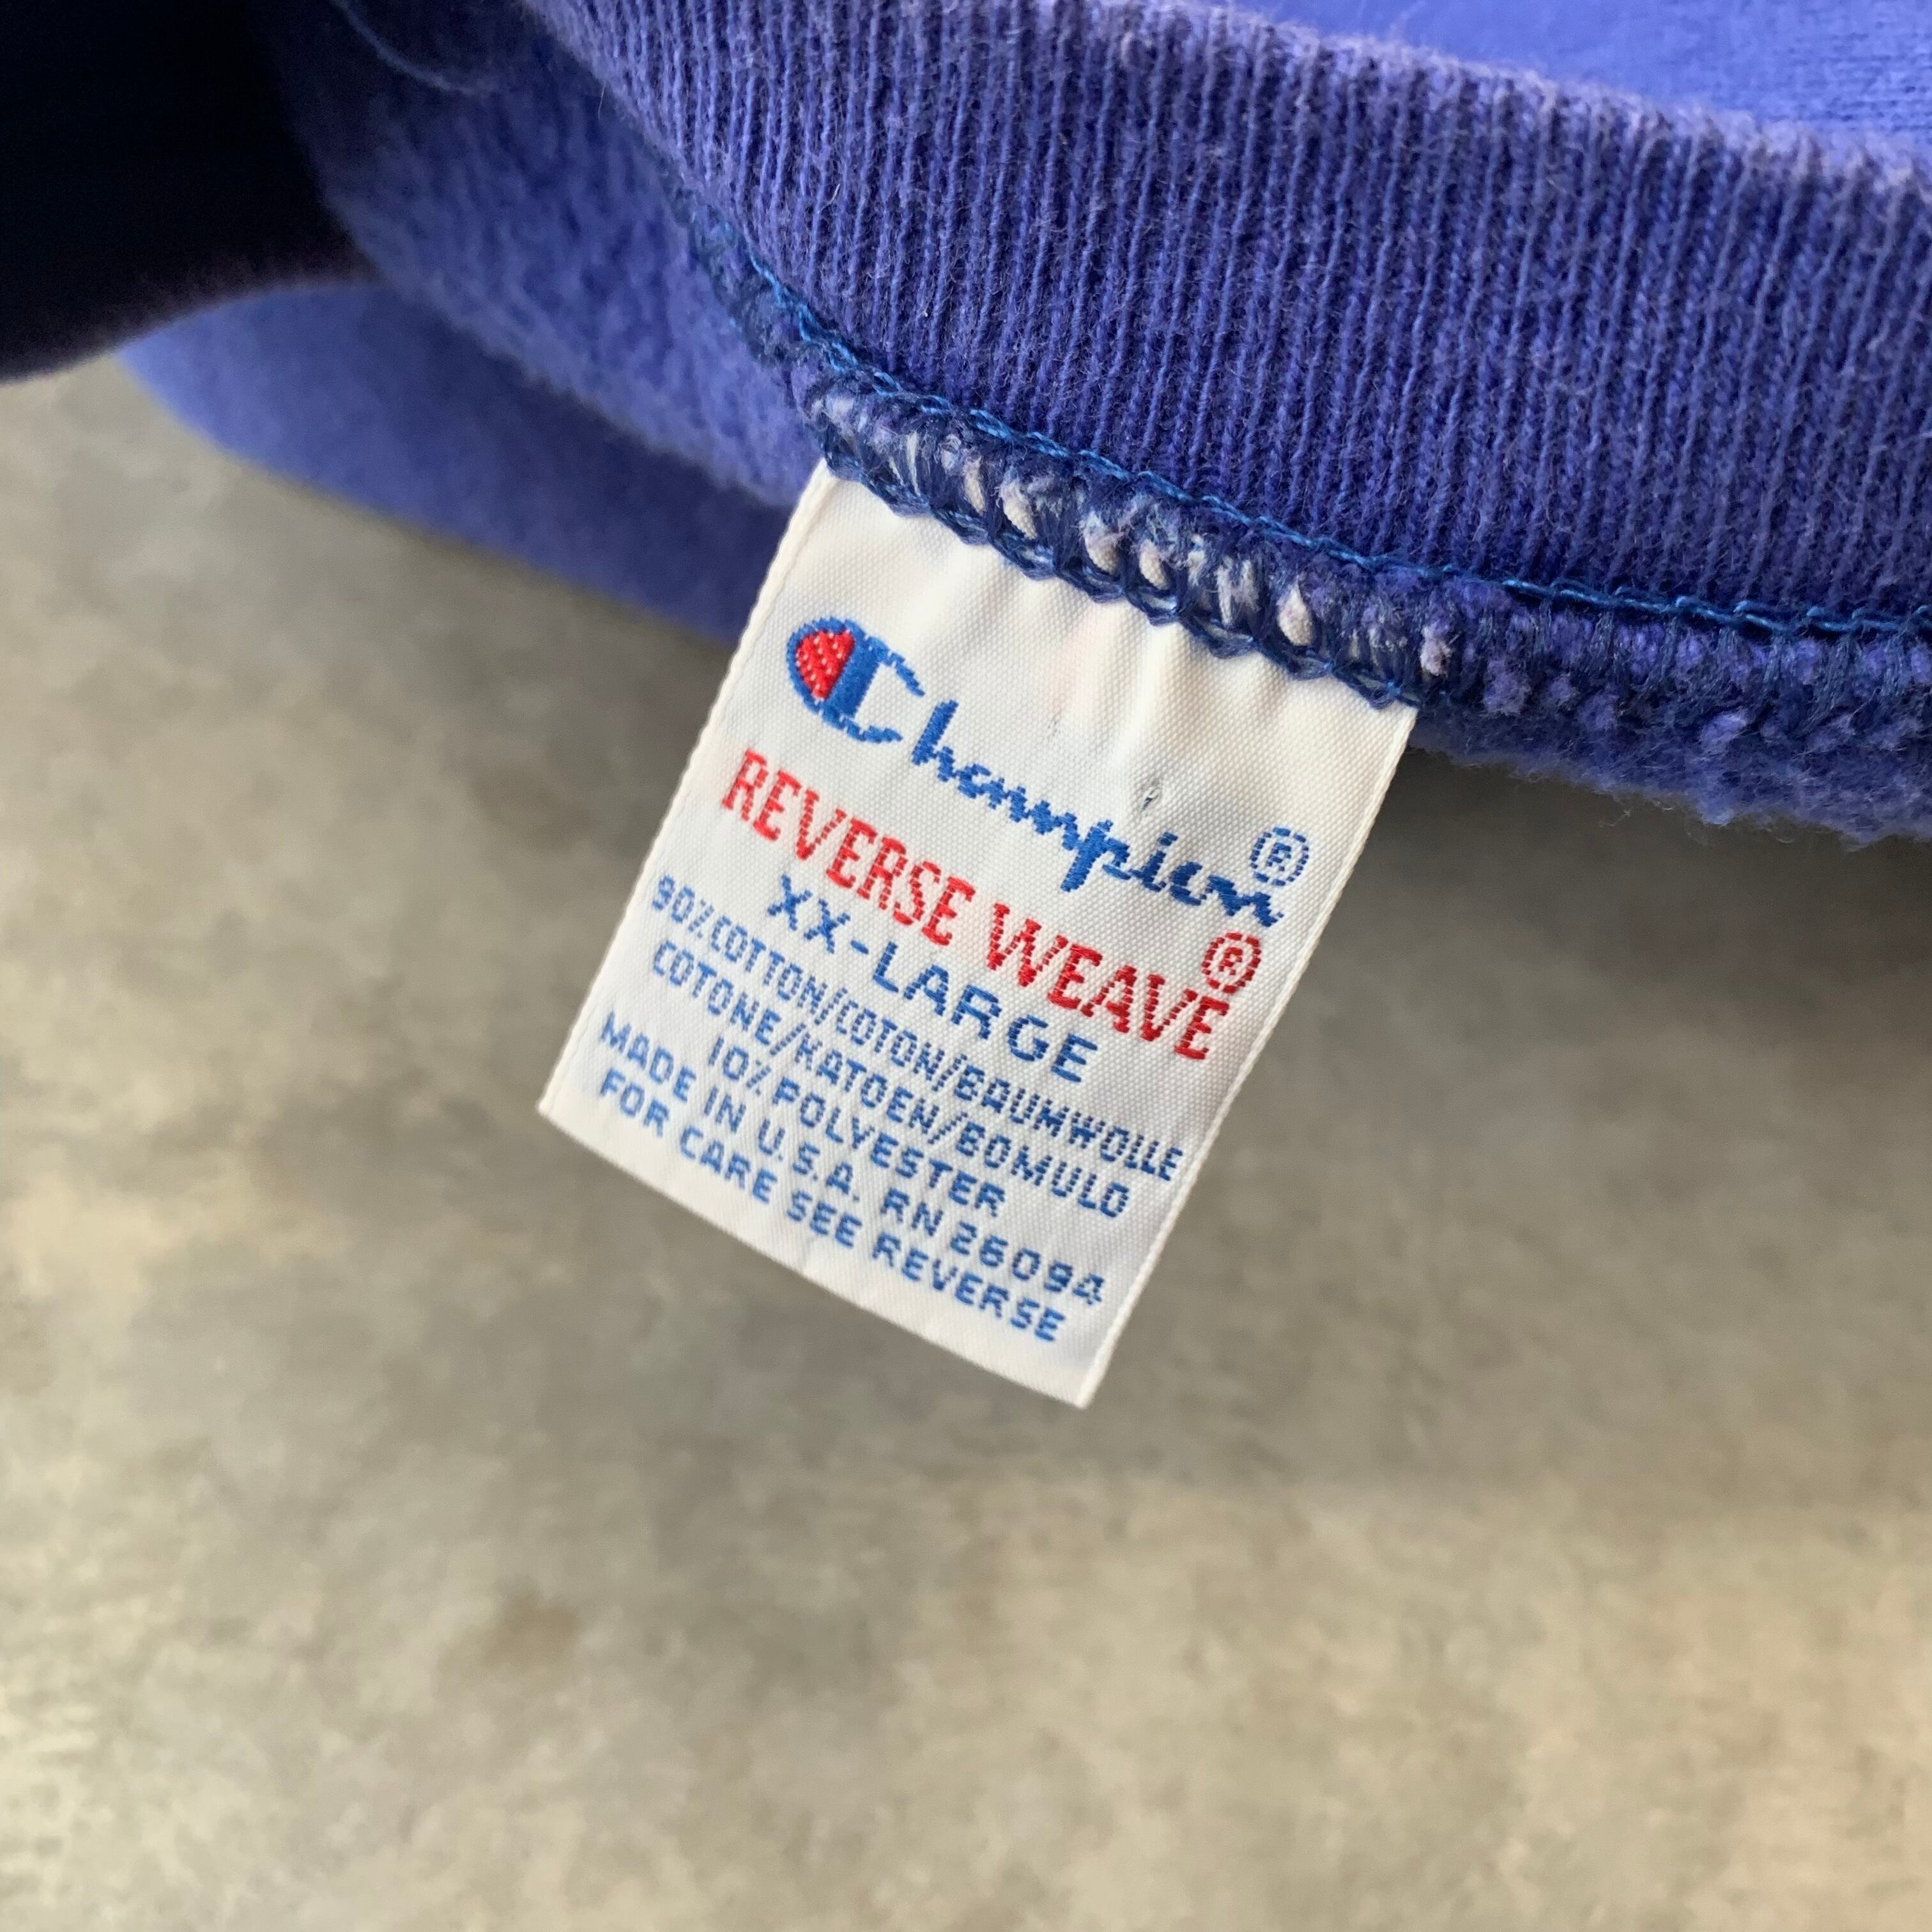 Champion®
REVERSE WEAVE®
XX-LARGE
90% COTTON/COTON/BAUMWOLLE
COTONE/KATOEN/BOMULD
10% POLYESTER
MADE IN U.S.A. RN 26094
FOR CARE SEE REVERSE